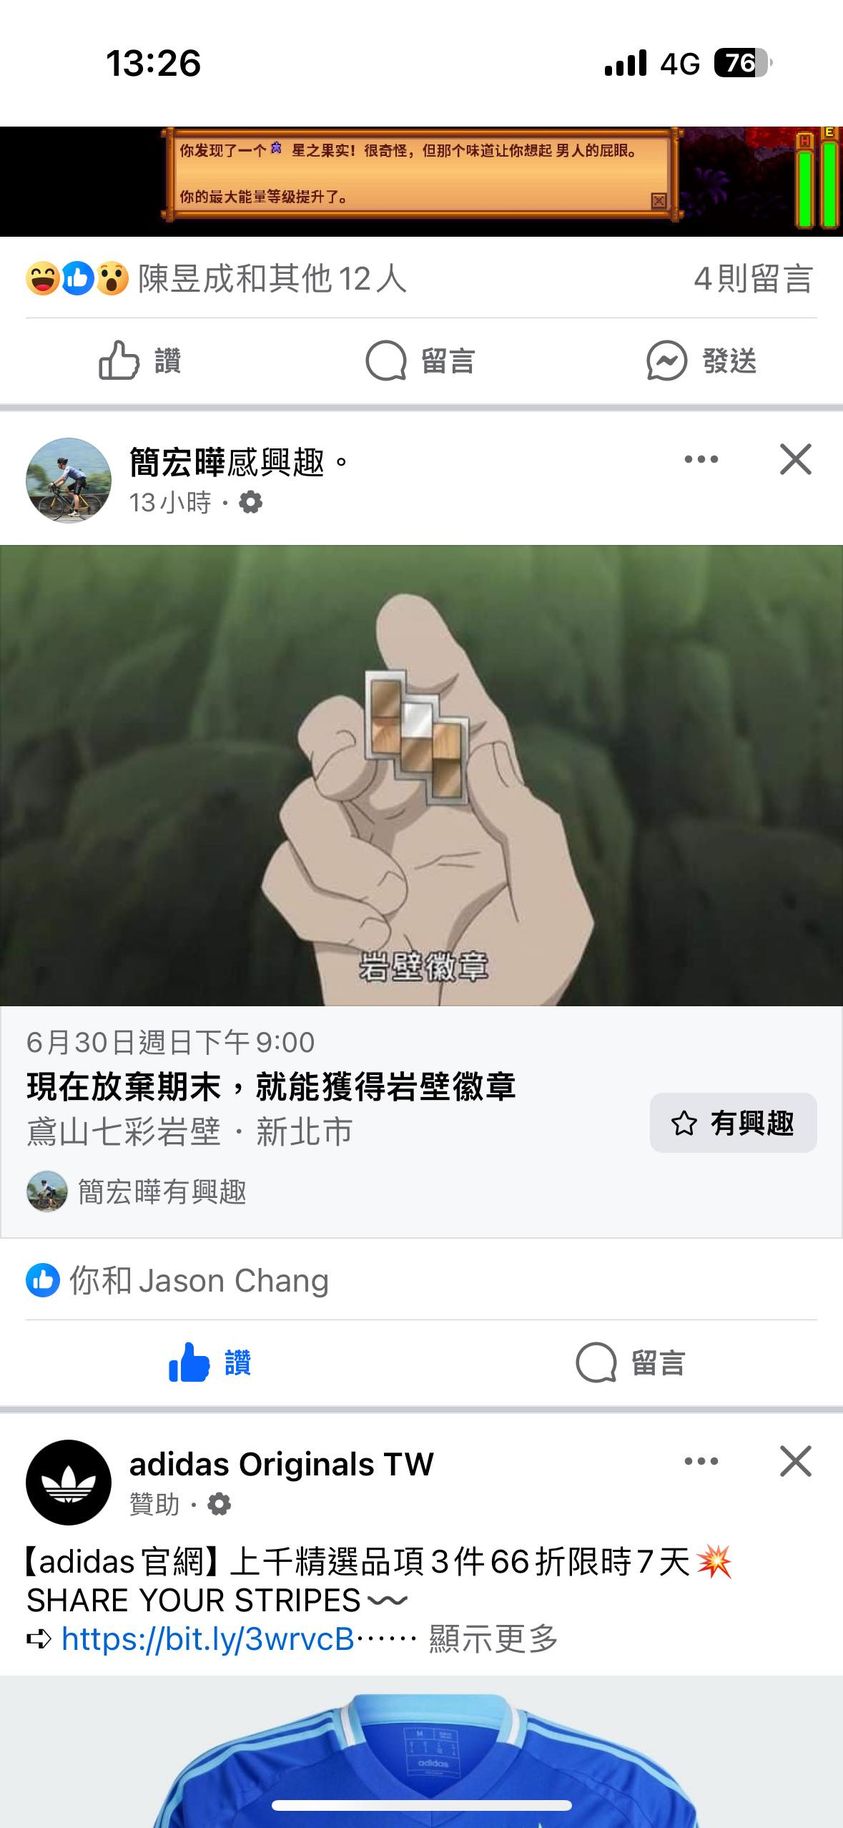 13:26
4G 76
你发现了一个 星之果实！很奇怪，但那个味道让你想起 男人的屁眼。
你的最大能量等级提升了。
H E
陳昱成和其他 12 人 4 則留言
讚 留言 發送
簡宏曄感興趣。
13 小時 ·
岩壁徽章
6月30日週日下午 9:00
現在放棄期末，就能獲得岩壁徽章
鳶山七彩岩壁 · 新北市
有興趣
簡宏曄有興趣
你和 Jason Chang
讚 留言
adidas Originals TW
贊助 ·
【adidas 官網】上千精選品項 3 件 66 折限時 7 天💥
SHARE YOUR STRIPES〰
➪ https://bit.ly/3wrvcB…… 顯示更多
adidas